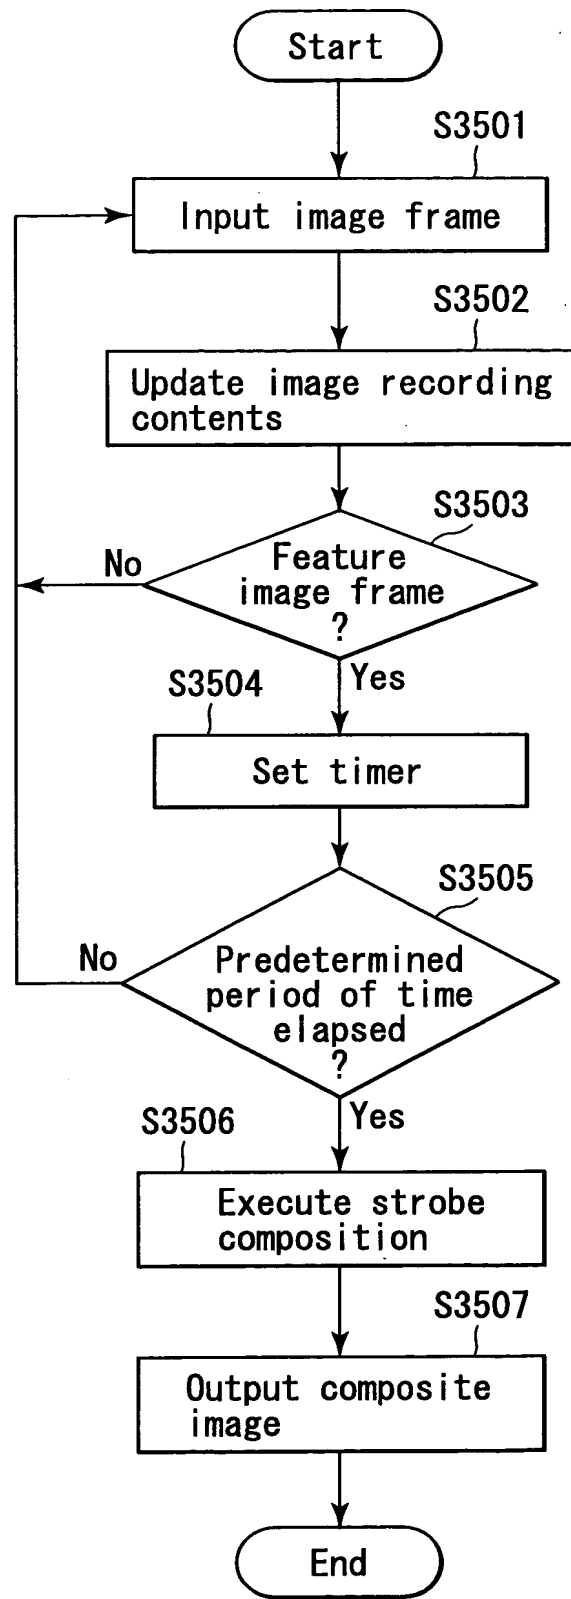 Start
S3501
Input image frame
S3502
Update image recording
contents
S3503
Feature
image frame
?
No
Yes
S3504
Set timer
S3505
Predetermined
period of time
elapsed
?
No
Yes
S3506
Execute strobe
composition
S3507
Output composite
image
End